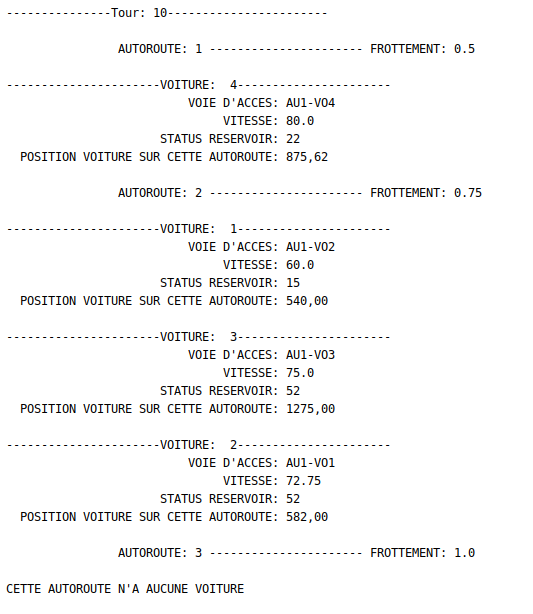 ---------------Tour: 10-----------------------
AUTOROUTE: 1 ---------------------- FROTTEMENT: 0.5
----------------------VOITURE:  4----------------------
VOIE D'ACCES: AU1-VO4
VITESSE: 80.0
STATUS RESERVOIR: 22
POSITION VOITURE SUR CETTE AUTOROUTE: 875,62
AUTOROUTE: 2 ---------------------- FROTTEMENT: 0.75
----------------------VOITURE:  1----------------------
VOIE D'ACCES: AU1-VO2
VITESSE: 60.0
STATUS RESERVOIR: 15
POSITION VOITURE SUR CETTE AUTOROUTE: 540,00
----------------------VOITURE:  3----------------------
VOIE D'ACCES: AU1-VO3
VITESSE: 75.0
STATUS RESERVOIR: 52
POSITION VOITURE SUR CETTE AUTOROUTE: 1275,00
----------------------VOITURE:  2----------------------
VOIE D'ACCES: AU1-VO1
VITESSE: 72.75
STATUS RESERVOIR: 52
POSITION VOITURE SUR CETTE AUTOROUTE: 582,00
AUTOROUTE: 3 ---------------------- FROTTEMENT: 1.0
CETTE AUTOROUTE N'A AUCUNE VOITURE